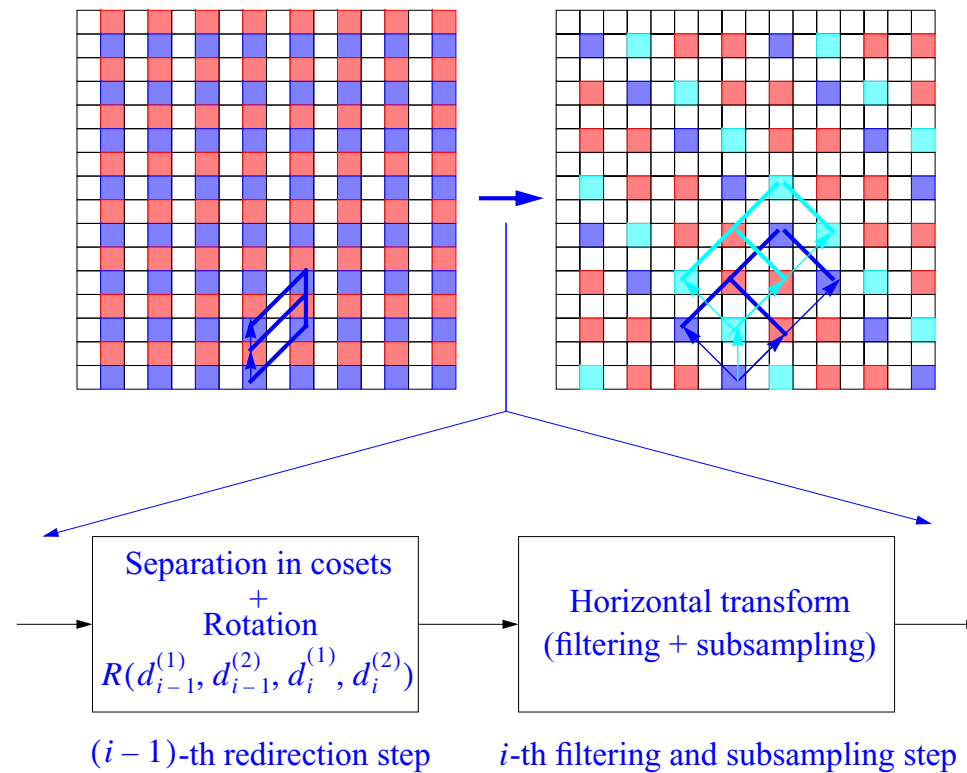 Separation in cosets
+
Rotation
R(d_{i-1}^{(1)}, d_{i-1}^{(2)}, d_i^{(1)}, d_i^{(2)})
Horizontal transform
(filtering + subsampling)
(i – 1)-th redirection step
i-th filtering and subsampling step